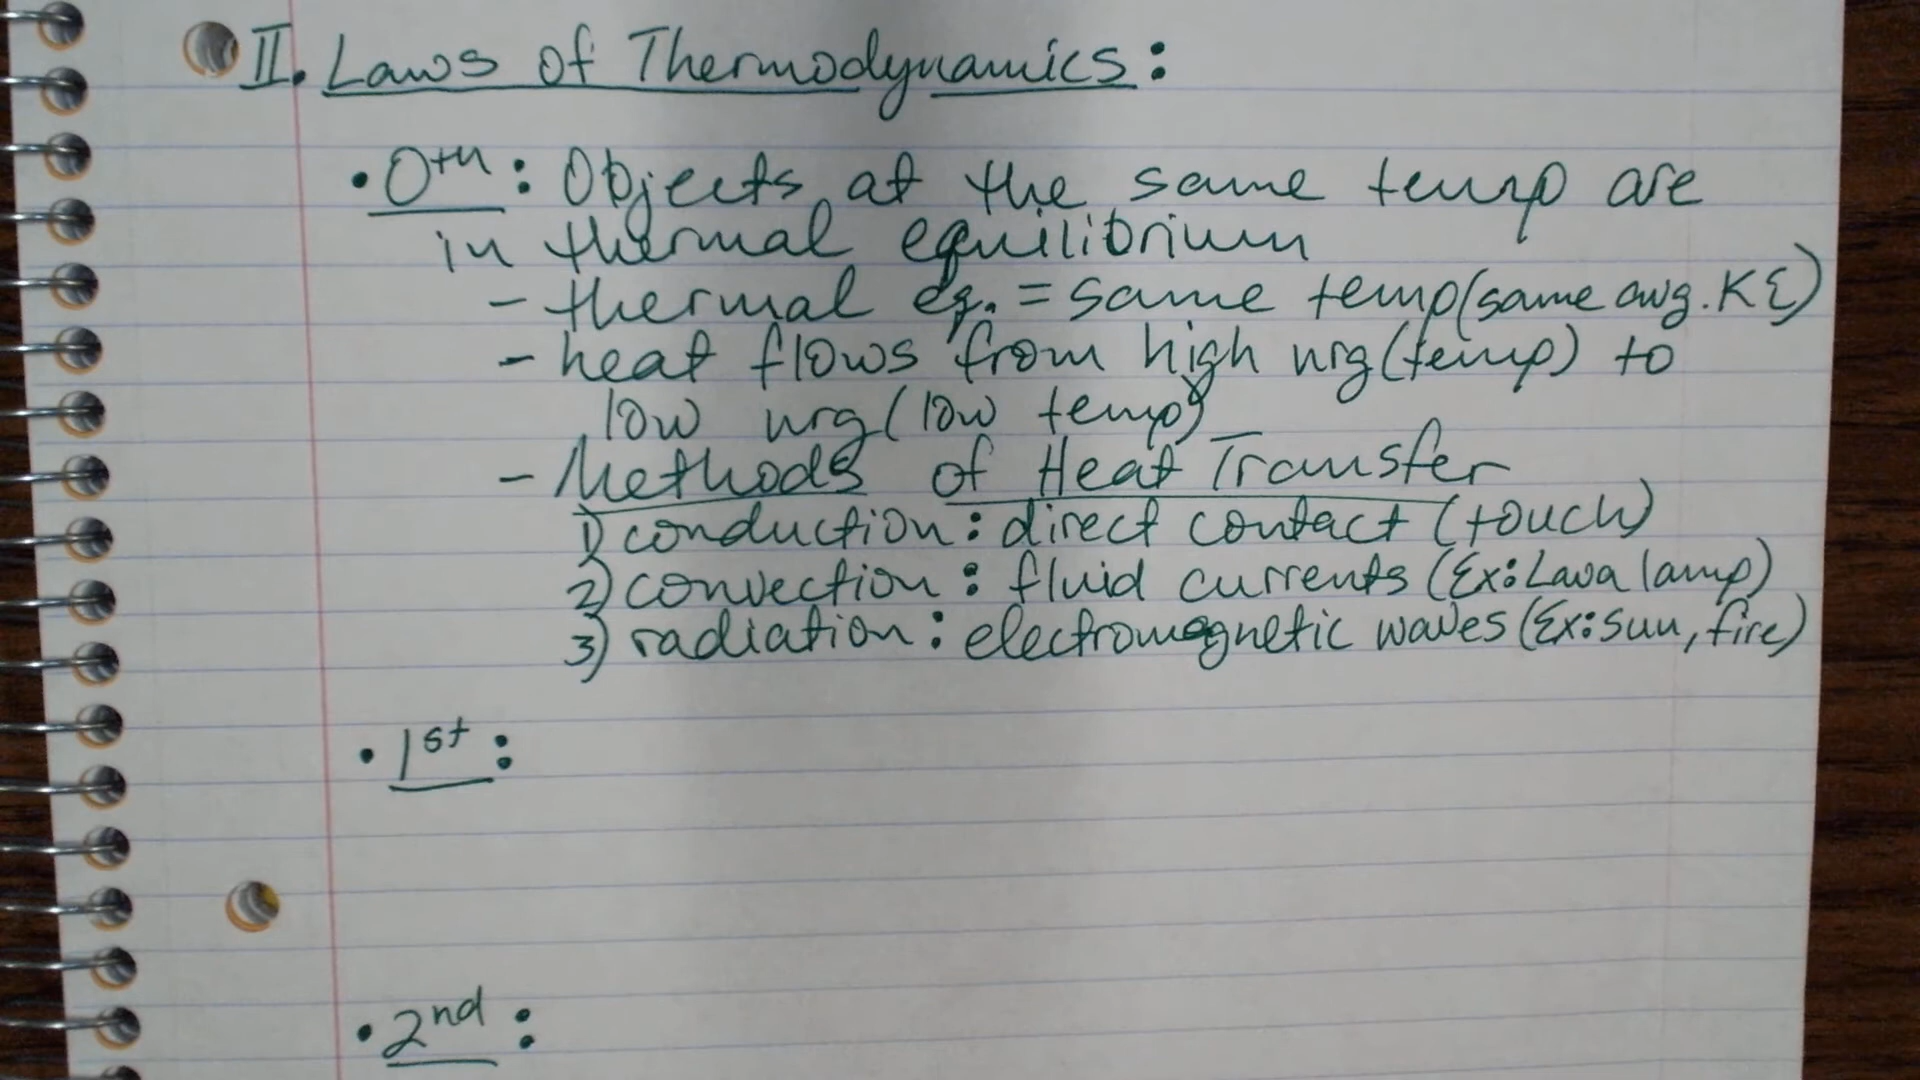 II. Laws of Thermodynamics:
• 0th: Objects at the same temp are
in thermal equilibrium
- thermal eq. = same temp (same avg. KE)
- heat flows from high nrg (temp) to
low nrg (low temp)
- Methods of Heat Transfer
1) conduction: direct contact (touch)
2) convection: fluid currents (Ex: Lava lamp)
3) radiation: electromagnetic waves (Ex: sun, fire)
• 1st:
• 2nd: